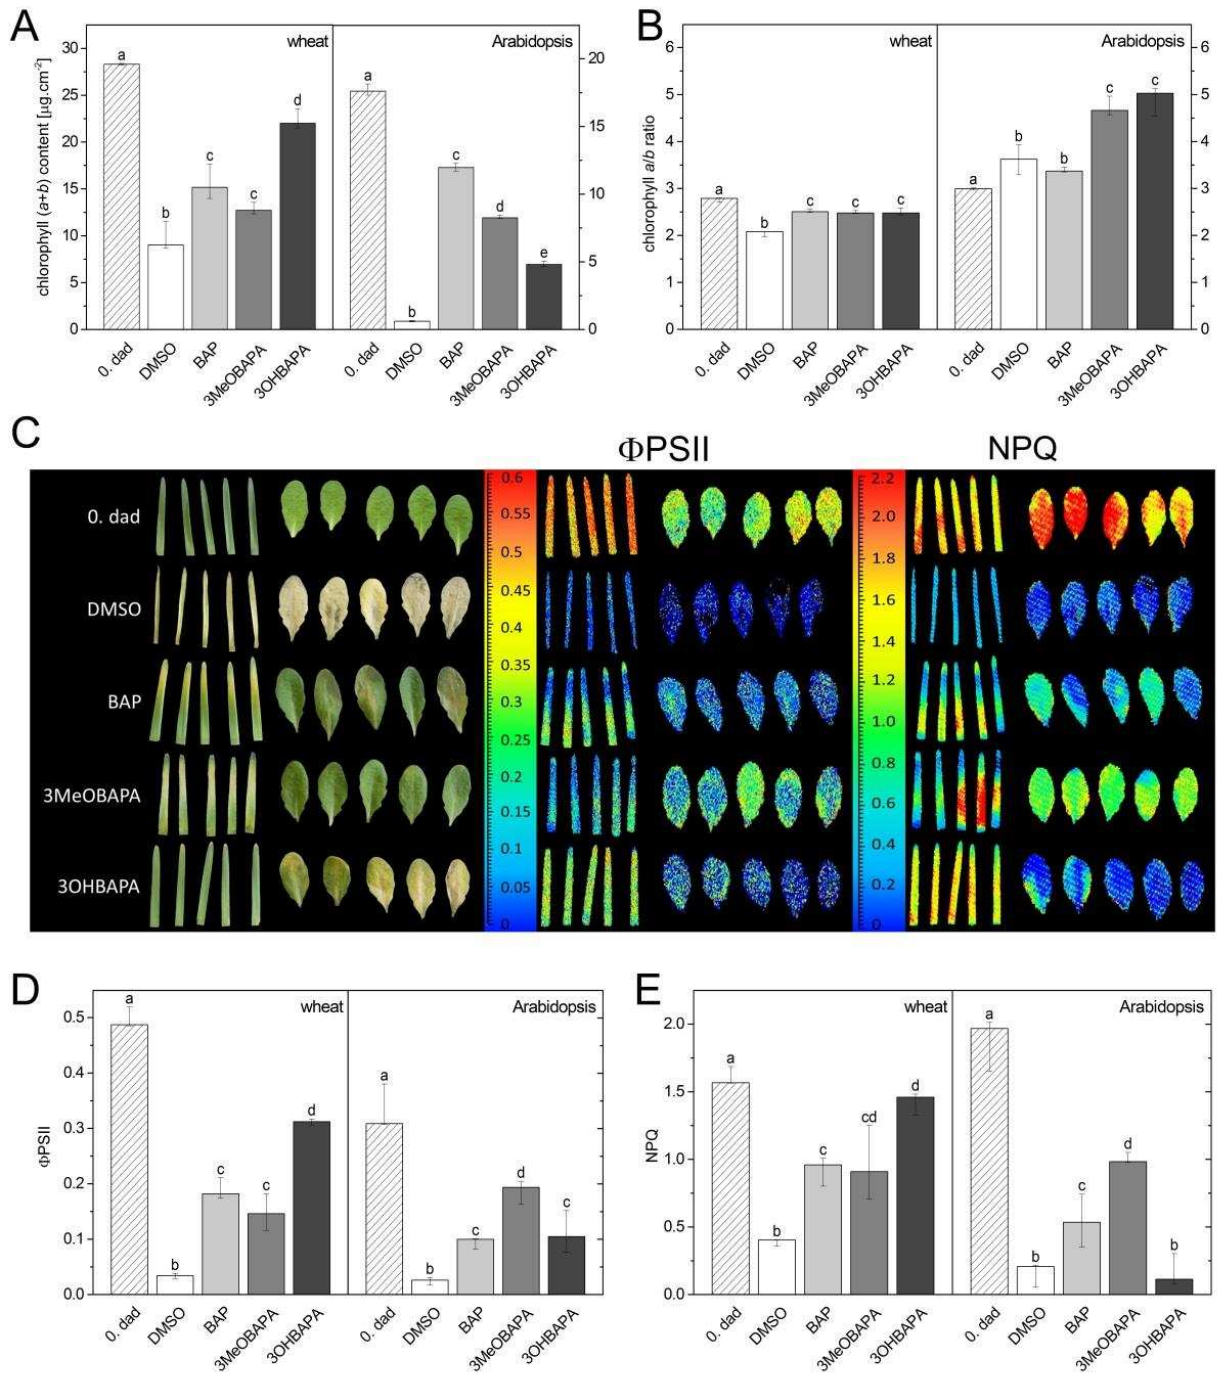 A
B
wheat
Arabidopsis
chlorophyll (a+b) content [µg.cm⁻²]
30
25
20
15
10
5
0
20
15
10
5
0
a
b
c
c
d
a
b
c
d
e
0. dad
DMSO
BAP
3MeOBAPA
3OHBAPA
0. dad
DMSO
BAP
3MeOBAPA
3OHBAPA
wheat
Arabidopsis
chlorophyll a/b ratio
6
5
4
3
2
1
0
6
5
4
3
2
1
0
a
b
c
c
c
a
b
b
c
c
0. dad
DMSO
BAP
3MeOBAPA
3OHBAPA
0. dad
DMSO
BAP
3MeOBAPA
3OHBAPA
C
ΦPSII
NPQ
0. dad
DMSO
BAP
3MeOBAPA
3OHBAPA
0.6
0.55
0.5
0.45
0.4
0.35
0.3
0.25
0.2
0.15
0.1
0.05
0
2.2
2.0
1.8
1.6
1.4
1.2
1.0
0.8
0.6
0.4
0.2
0
D
wheat
Arabidopsis
ΦPSII
0.5
0.4
0.3
0.2
0.1
0.0
a
b
c
c
d
a
b
c
d
c
0. dad
DMSO
BAP
3MeOBAPA
3OHBAPA
0. dad
DMSO
BAP
3MeOBAPA
3OHBAPA
E
wheat
Arabidopsis
NPQ
2.0
1.5
1.0
0.5
0.0
a
b
c
cd
d
a
b
c
d
b
0. dad
DMSO
BAP
3MeOBAPA
3OHBAPA
0. dad
DMSO
BAP
3MeOBAPA
3OHBAPA